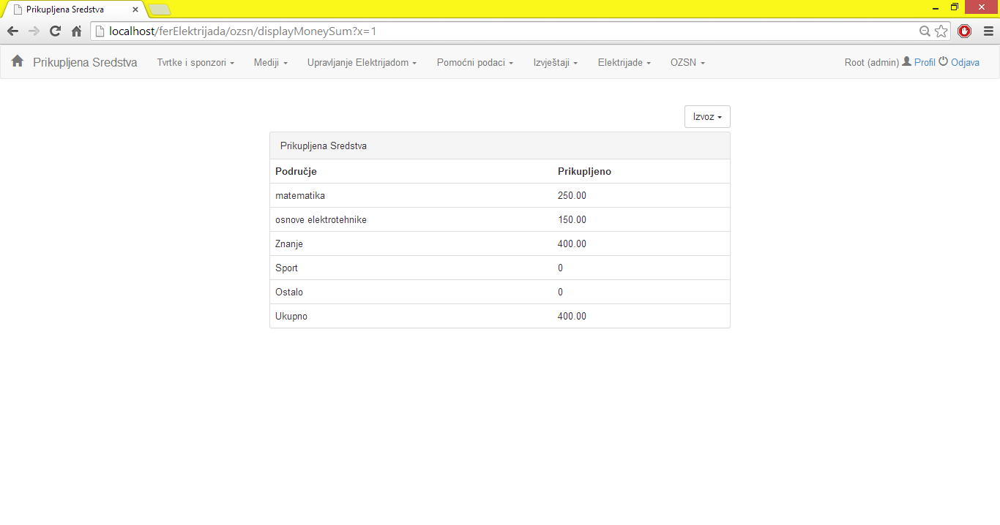 Prikupljena Sredstva
localhost/ferElektrijada/ozsn/displayMoneySum?x=1
Prikupljena Sredstva Tvrtke i sponzori Mediji Upravljanje Elektrijadom Pomoćni podaci Izvještaji Elektrijade OZSN Root (admin) Profil Odjava
Izvoz
Prikupljena Sredstva
Područje Prikupljeno
matematika 250.00
osnove elektrotehnike 150.00
Znanje 400.00
Sport 0
Ostalo 0
Ukupno 400.00